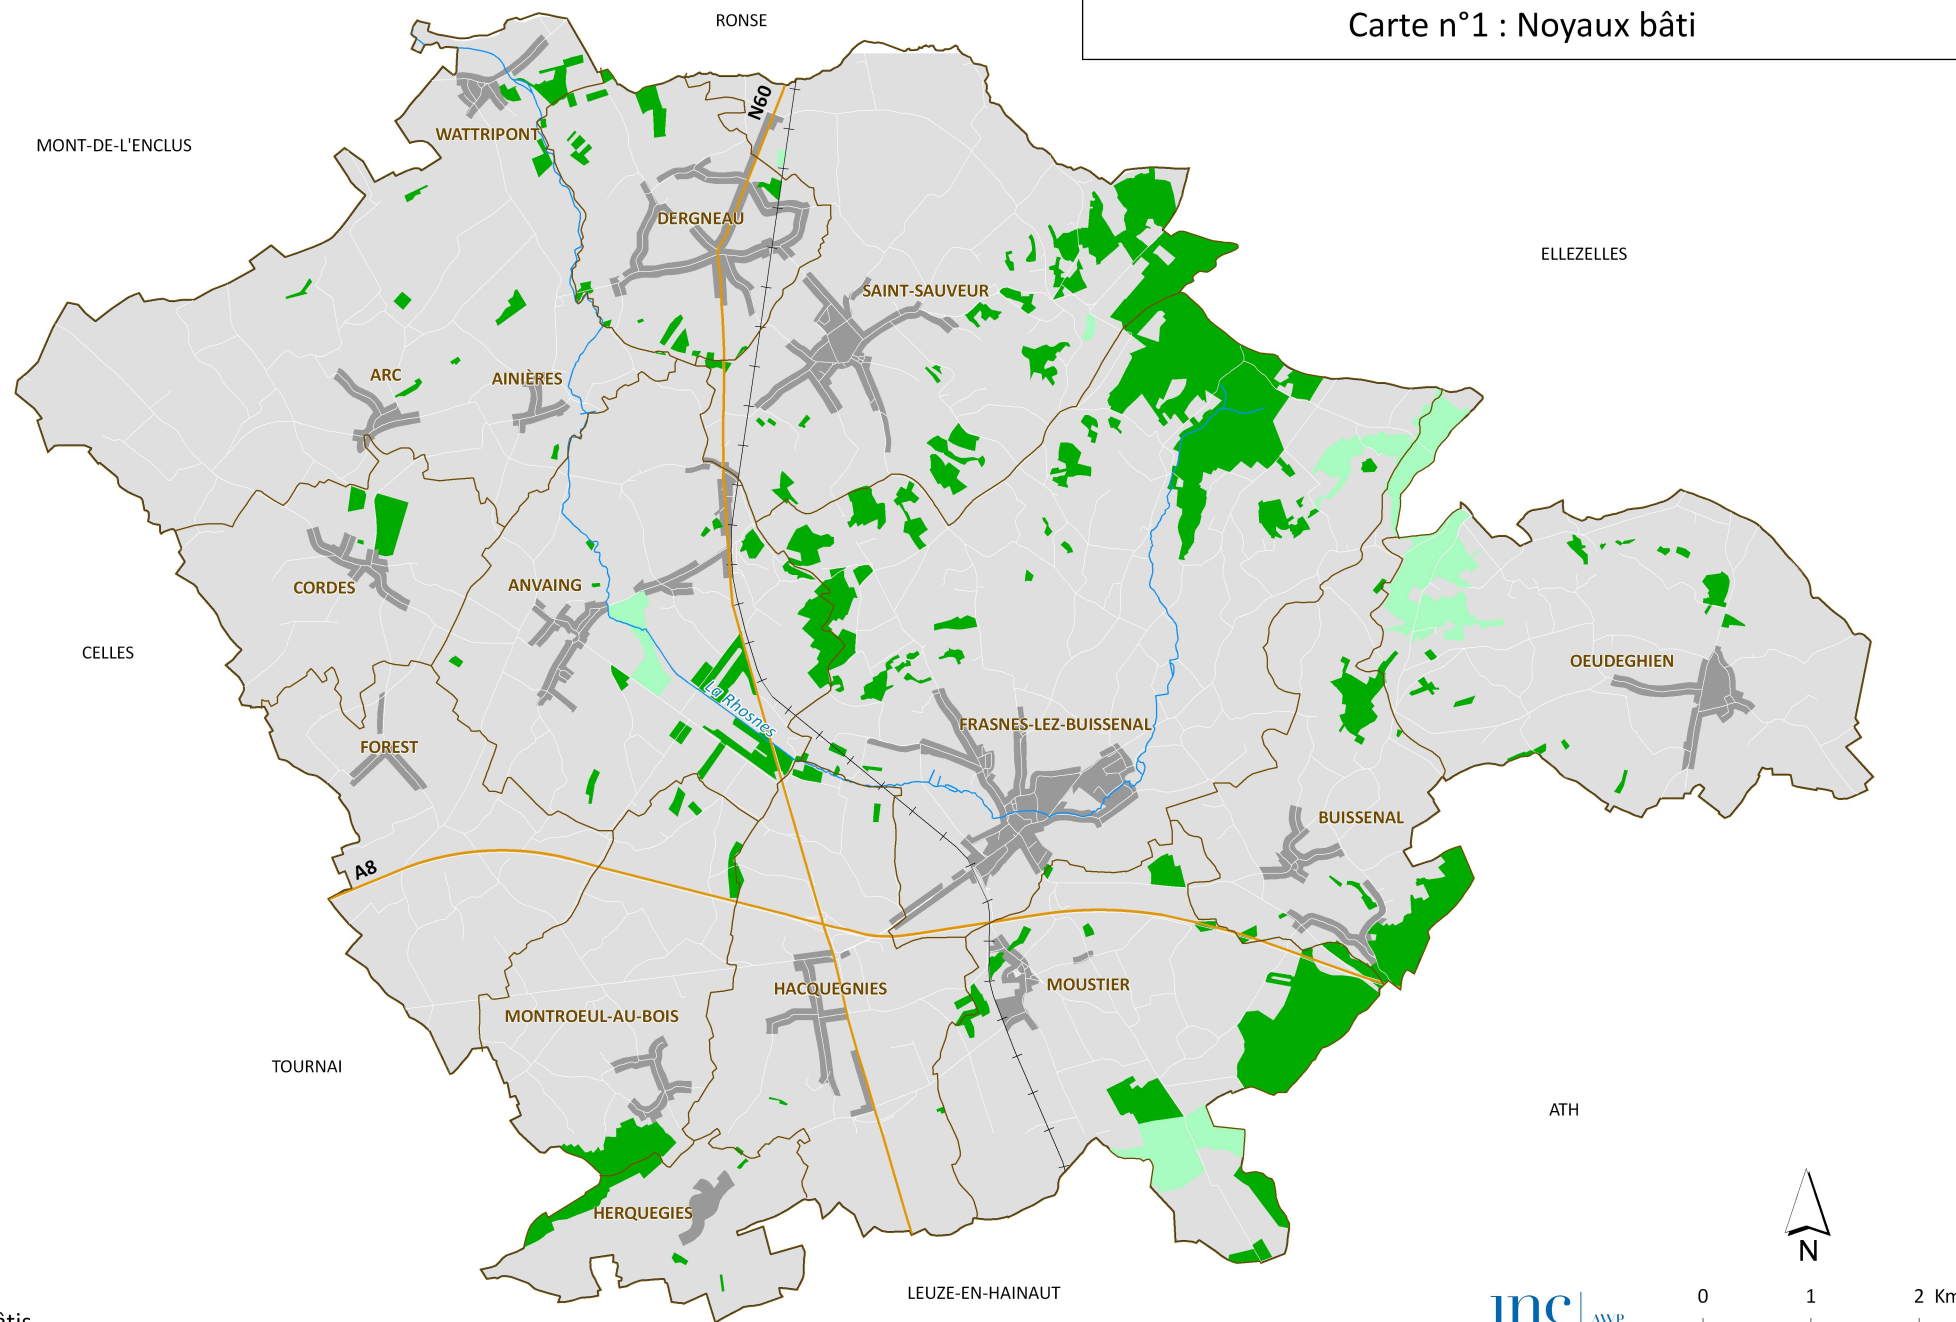 RONSE
Carte n°1 : Noyaux bâti
N60
WATTRIPONT
MONT-DE-L'ENCLUS
DERGNEAU
ELLEZELLES
SAINT-SAUVEUR
ARC
AINIÈRES
CORDES
ANVAING
CELLES
OEUDEGHIEN
La Rhosnes
FRASNES-LEZ-BUISSENAL
FOREST
BUISSENAL
A8
HACQUEGNIES
MOUSTIER
MONTROEUL-AU-BOIS
TOURNAI
ATH
HERQUEGIES
N
LEUZE-EN-HAINAUT
0 1 2 Km
AWP